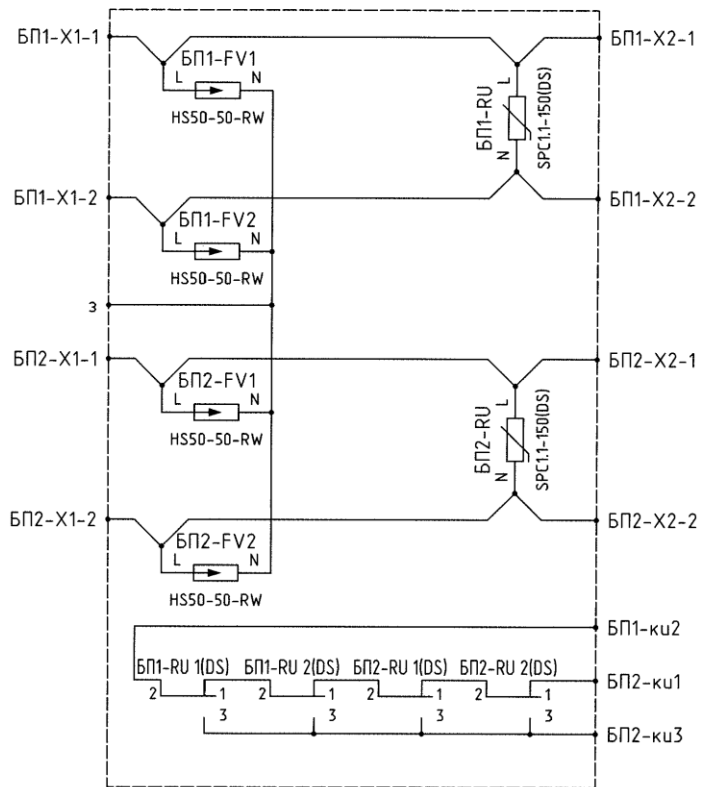 БП1-Х1-1
БП1-Х2-1
БП1-FV1
L
N
HS50-50-RW
БП1-RU
L
N
SPC1.1-150(DS)
БП1-Х1-2
БП1-Х2-2
БП1-FV2
L
N
HS50-50-RW
з
БП2-Х1-1
БП2-Х2-1
БП2-FV1
L
N
HS50-50-RW
БП2-RU
L
N
SPC1.1-150(DS)
БП2-Х1-2
БП2-Х2-2
БП2-FV2
L
N
HS50-50-RW
БП1-ки2
БП1-RU 1(DS)
БП1-RU 2(DS)
БП2-RU 1(DS)
БП2-RU 2(DS)
БП2-ки1
2
1
2
1
2
1
2
1
3
3
3
3
БП2-ки3